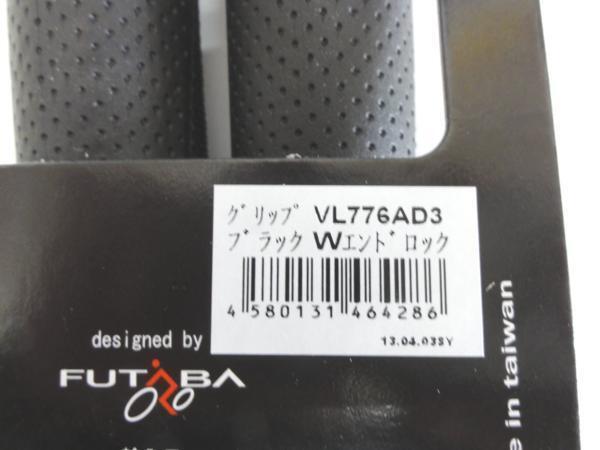 グリップ VL776AD3
ブラック Wエンドロック
4 580131 464286
13.04.03SY
designed by
FUTABA
e in taiwan